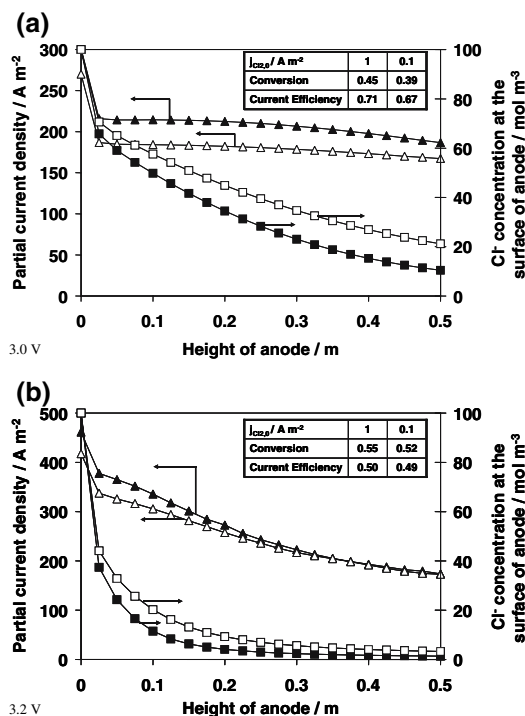 (a)
300
250
200
150
100
50
0
Partial current density / A m⁻²
j_Cl2,0 / A m⁻² 1 0.1
Conversion 0.45 0.39
Current Efficiency 0.71 0.67
100
80
60
40
20
0
Cl⁻ concentration at the
surface of anode / mol m⁻³
0 0.1 0.2 0.3 0.4 0.5
Height of anode / m
3.0 V
(b)
500
400
300
200
100
0
Partial current density / A m⁻²
j_Cl2,0 / A m⁻² 1 0.1
Conversion 0.55 0.52
Current Efficiency 0.50 0.49
100
80
60
40
20
0
Cl⁻ concentration at the
surface of anode / mol m⁻³
0 0.1 0.2 0.3 0.4 0.5
Height of anode / m
3.2 V